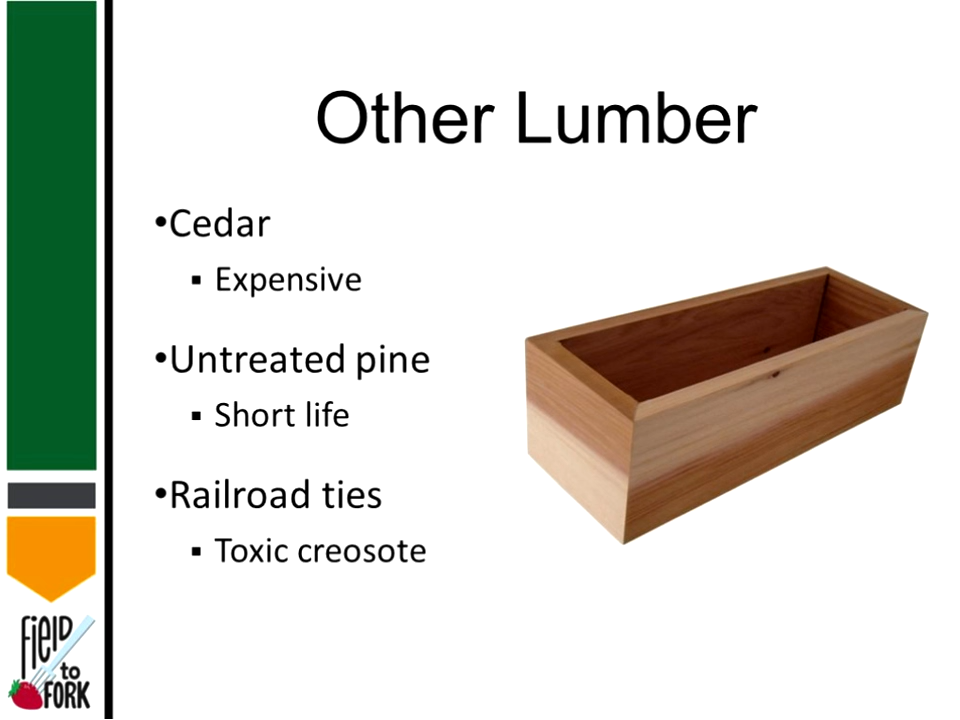 Other Lumber
•Cedar
▪ Expensive
•Untreated pine
▪ Short life
•Railroad ties
▪ Toxic creosote
FiElD
to
FORK